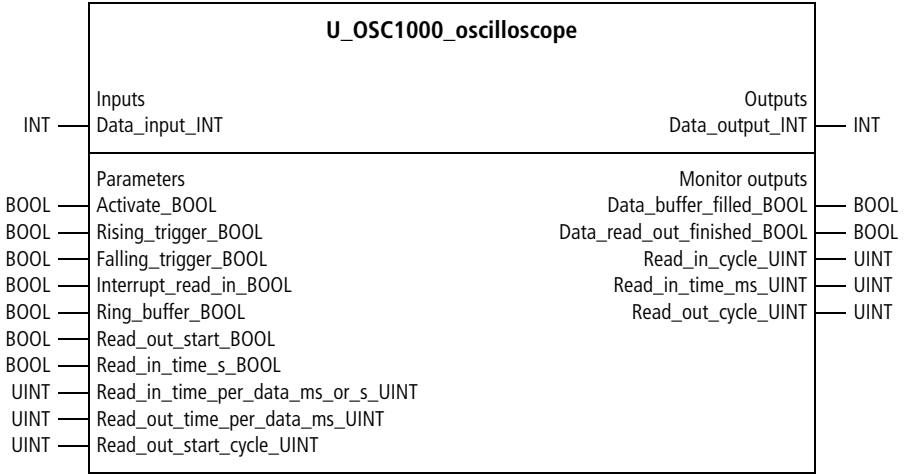 U_OSC1000_oscilloscope
Inputs Outputs
INT Data_input_INT Data_output_INT INT
Parameters Monitor outputs
BOOL Activate_BOOL Data_buffer_filled_BOOL BOOL
BOOL Rising_trigger_BOOL Data_read_out_finished_BOOL BOOL
BOOL Falling_trigger_BOOL Read_in_cycle_UINT UINT
BOOL Interrupt_read_in_BOOL Read_in_time_ms_UINT UINT
BOOL Ring_buffer_BOOL Read_out_cycle_UINT UINT
BOOL Read_out_start_BOOL
BOOL Read_in_time_s_BOOL
UINT Read_in_time_per_data_ms_or_s_UINT
UINT Read_out_time_per_data_ms_UINT
UINT Read_out_start_cycle_UINT